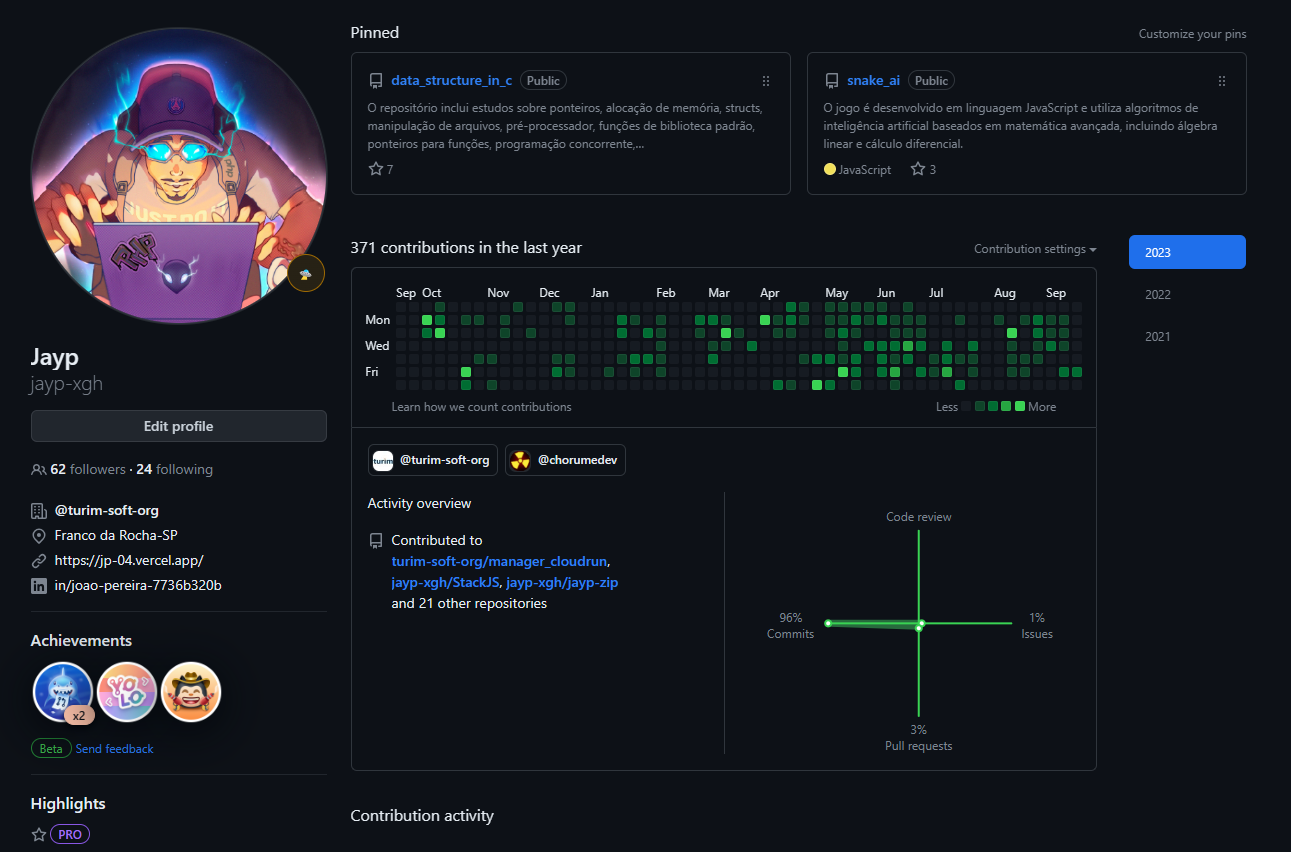 Pinned
Customize your pins
data_structure_in_c Public
O repositório inclui estudos sobre ponteiros, alocação de memória, structs,
manipulação de arquivos, pré-processador, funções de biblioteca padrão,
ponteiros para funções, programação concorrente,...
7
snake_ai Public
O jogo é desenvolvido em linguagem JavaScript e utiliza algoritmos de
inteligência artificial baseados em matemática avançada, incluindo álgebra
linear e cálculo diferencial.
JavaScript 3
JUST DO
RIP
Jayp
jayp-xgh
Edit profile
62 followers · 24 following
@turim-soft-org
Franco da Rocha-SP
https://jp-04.vercel.app/
in/joao-pereira-7736b320b
Achievements
x2
YOLO
Beta Send feedback
Highlights
PRO
371 contributions in the last year
Contribution settings
2023
2022
2021
Sep Oct Nov Dec Jan Feb Mar Apr May Jun Jul Aug Sep
Mon
Wed
Fri
Learn how we count contributions
Less More
turim @turim-soft-org @chorumedev
Activity overview
Contributed to
turim-soft-org/manager_cloudrun,
jayp-xgh/StackJS, jayp-xgh/jayp-zip
and 21 other repositories
Code review
96%
Commits
1%
Issues
3%
Pull requests
Contribution activity